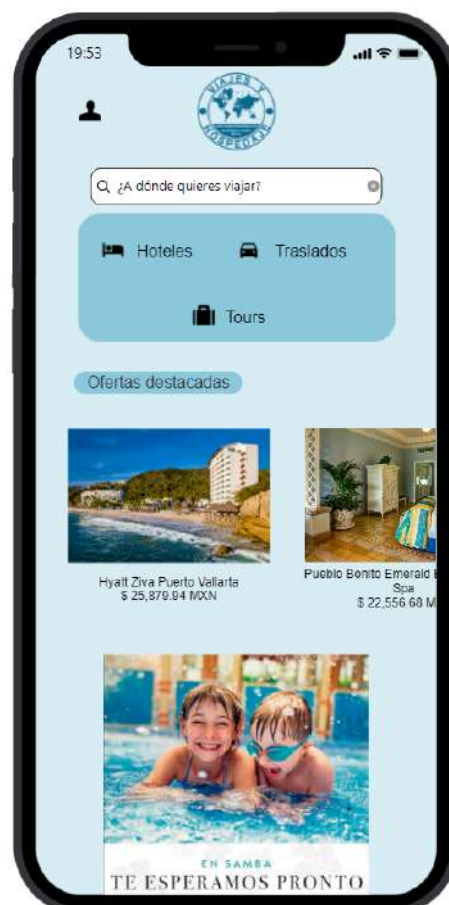 19:53
VIAJES Y
HOSPEDAJE
¿A dónde quieres viajar?
Hoteles
Traslados
Tours
Ofertas destacadas
Hyatt Ziva Puerto Vallarta
$ 25,879.94 MXN
Pueblo Bonito Emerald
Spa
$ 22,556.68 M
EN SAMBA
TE ESPERAMOS PRONTO